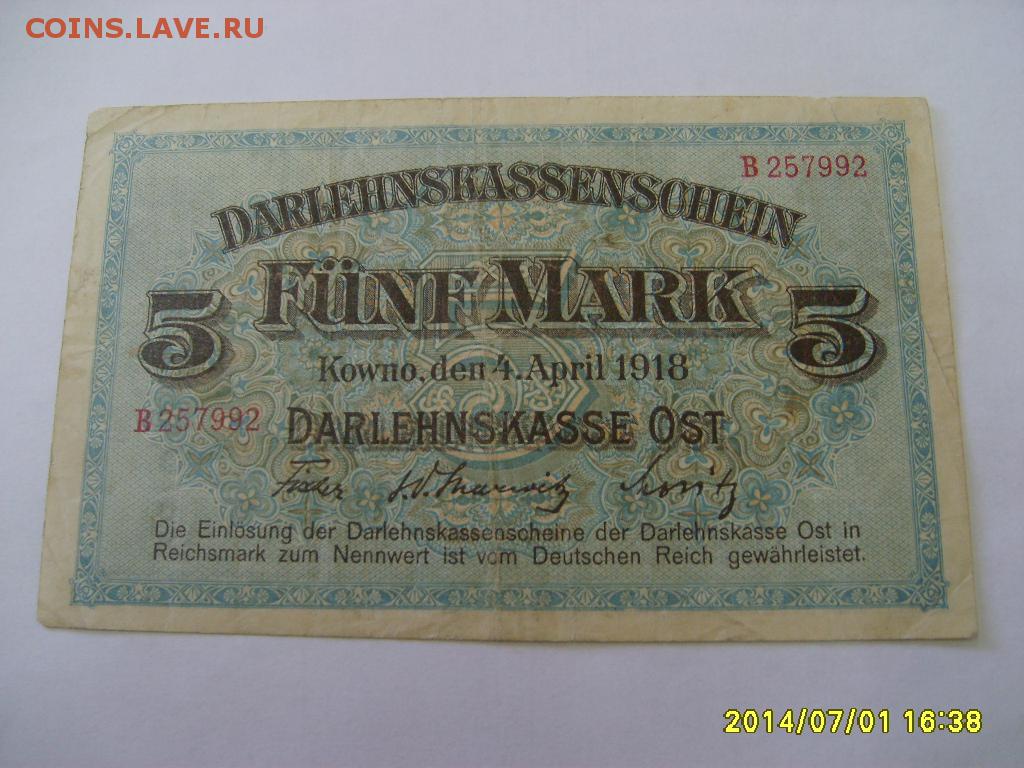 COINS.LAVE.RU
B 257992
DARLEHNSKASSENSCHEIN
5 FÜNF MARK 5
Kowno, den 4. April 1918
B 257992 DARLEHNSKASSE OST
Die Einlösung der Darlehnskassenscheine der Darlehnskasse Ost in
Reichsmark zum Nennwert ist vom Deutschen Reich gewährleistet.
2014/07/01 16:38